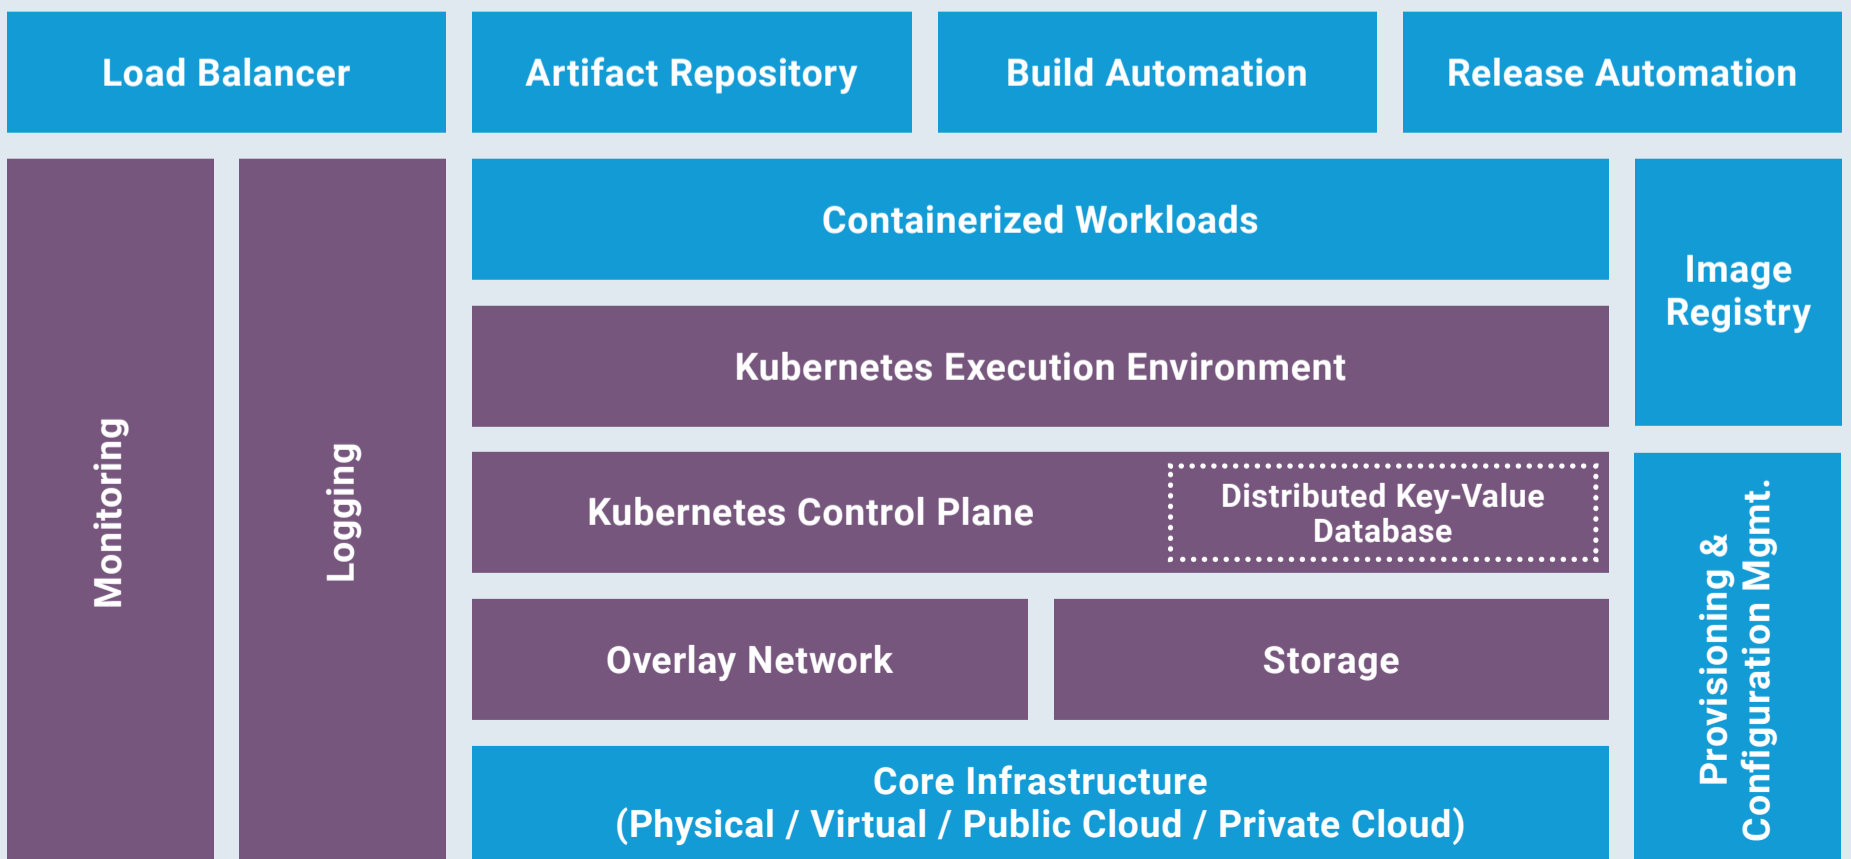 Load Balancer
Artifact Repository
Build Automation
Release Automation
Monitoring
Logging
Containerized Workloads
Image
Registry
Kubernetes Execution Environment
Kubernetes Control Plane
Distributed Key-Value
Database
Overlay Network
Storage
Provisioning &
Configuration Mgmt.
Core Infrastructure
(Physical / Virtual / Public Cloud / Private Cloud)